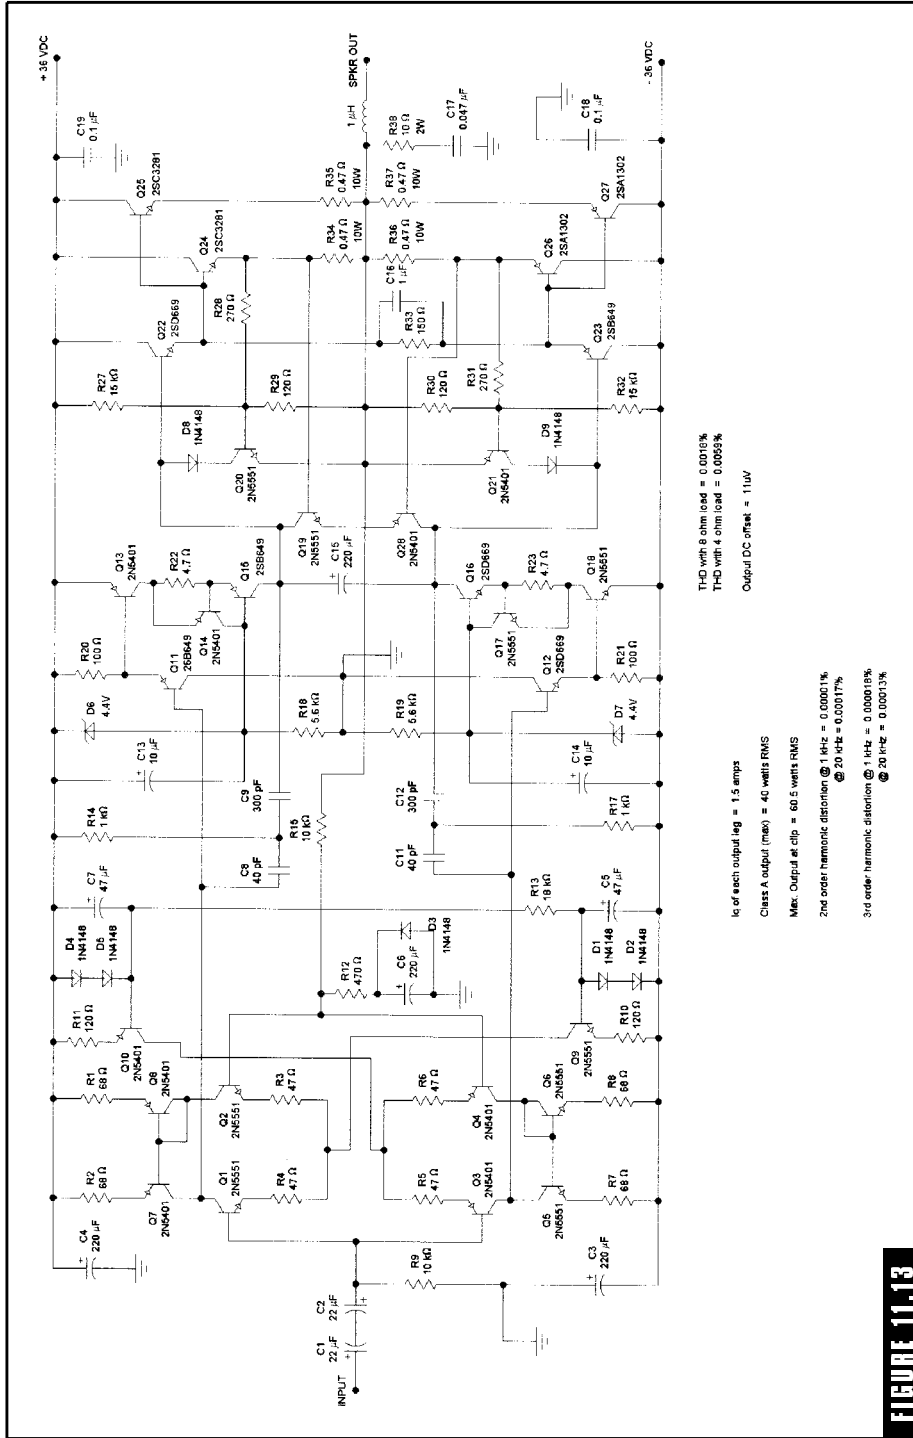 + 36 VDC
C19
0.1 µF
Q25
2SC3281
Q24
2SC3281
R35
0.47 Ω
10W
R34
0.47 Ω
10W
SPKR OUT
1 µH
R38
10 Ω
2W
C17
0.047 µF
R37
0.47 Ω
10W
R36
0.47 Ω
10W
C18
0.1 µF
- 36 VDC
Q27
2SA1302
Q26
2SA1302
Q22
2SD669
R28
270 Ω
C16
1 µF
R33
150 Ω
Q23
2SB649
R27
15 kΩ
R29
120 Ω
R30
120 Ω
R31
270 Ω
R32
15 kΩ
D8
1N4148
Q20
2N5551
Q21
2N5401
D9
1N4148
Q19
2N5551
Q28
2N5401
C15
220 µF
Q13
2N5401
R22
4.7 Ω
Q15
2SB649
Q14
2N5401
Q16
2SD669
R23
4.7 Ω
Q18
2N5551
Q17
2N5551
R20
100 Ω
Q11
2SB649
Q12
2SD669
R21
100 Ω
D6
4.4V
R18
5.6 kΩ
R19
5.6 kΩ
D7
4.4V
C13
10 µF
C9
300 pF
C12
300 pF
C14
10 µF
R14
1 kΩ
C8
40 pF
R15
10 kΩ
C11
40 pF
R17
1 kΩ
C7
47 µF
R13
18 kΩ
C5
47 µF
D4
1N4148
D5
1N4148
R12
470 Ω
C6
220 µF
D3
1N4148
D1
1N4148
D2
1N4148
R11
120 Ω
Q10
2N5401
Q9
2N5551
R10
120 Ω
R1
68 Ω
Q8
2N5401
Q2
2N5551
R3
47 Ω
R6
47 Ω
Q4
2N5401
Q6
2N5551
R8
68 Ω
R2
68 Ω
Q7
2N5401
Q1
2N5551
R4
47 Ω
R5
47 Ω
Q3
2N5401
Q5
2N5551
R7
68 Ω
C4
220 µF
R9
10 kΩ
C3
220 µF
C2
22 µF
C1
22 µF
INPUT
THD with 8 ohm load = 0.0018%
THD with 4 ohm load = 0.0059%
Output DC offset = 11uV
Iq of each output leg = 1.5 amps
Class A output (max) = 40 watts RMS
Max. Output at clip = 60.5 watts RMS
2nd order harmonic distortion @ 1 kHz = 0.00001%
@ 20 kHz = 0.00017%
3rd order harmonic distortion @ 1 kHz = 0.000018%
@ 20 kHz = 0.00013%
FIGURE 11.13